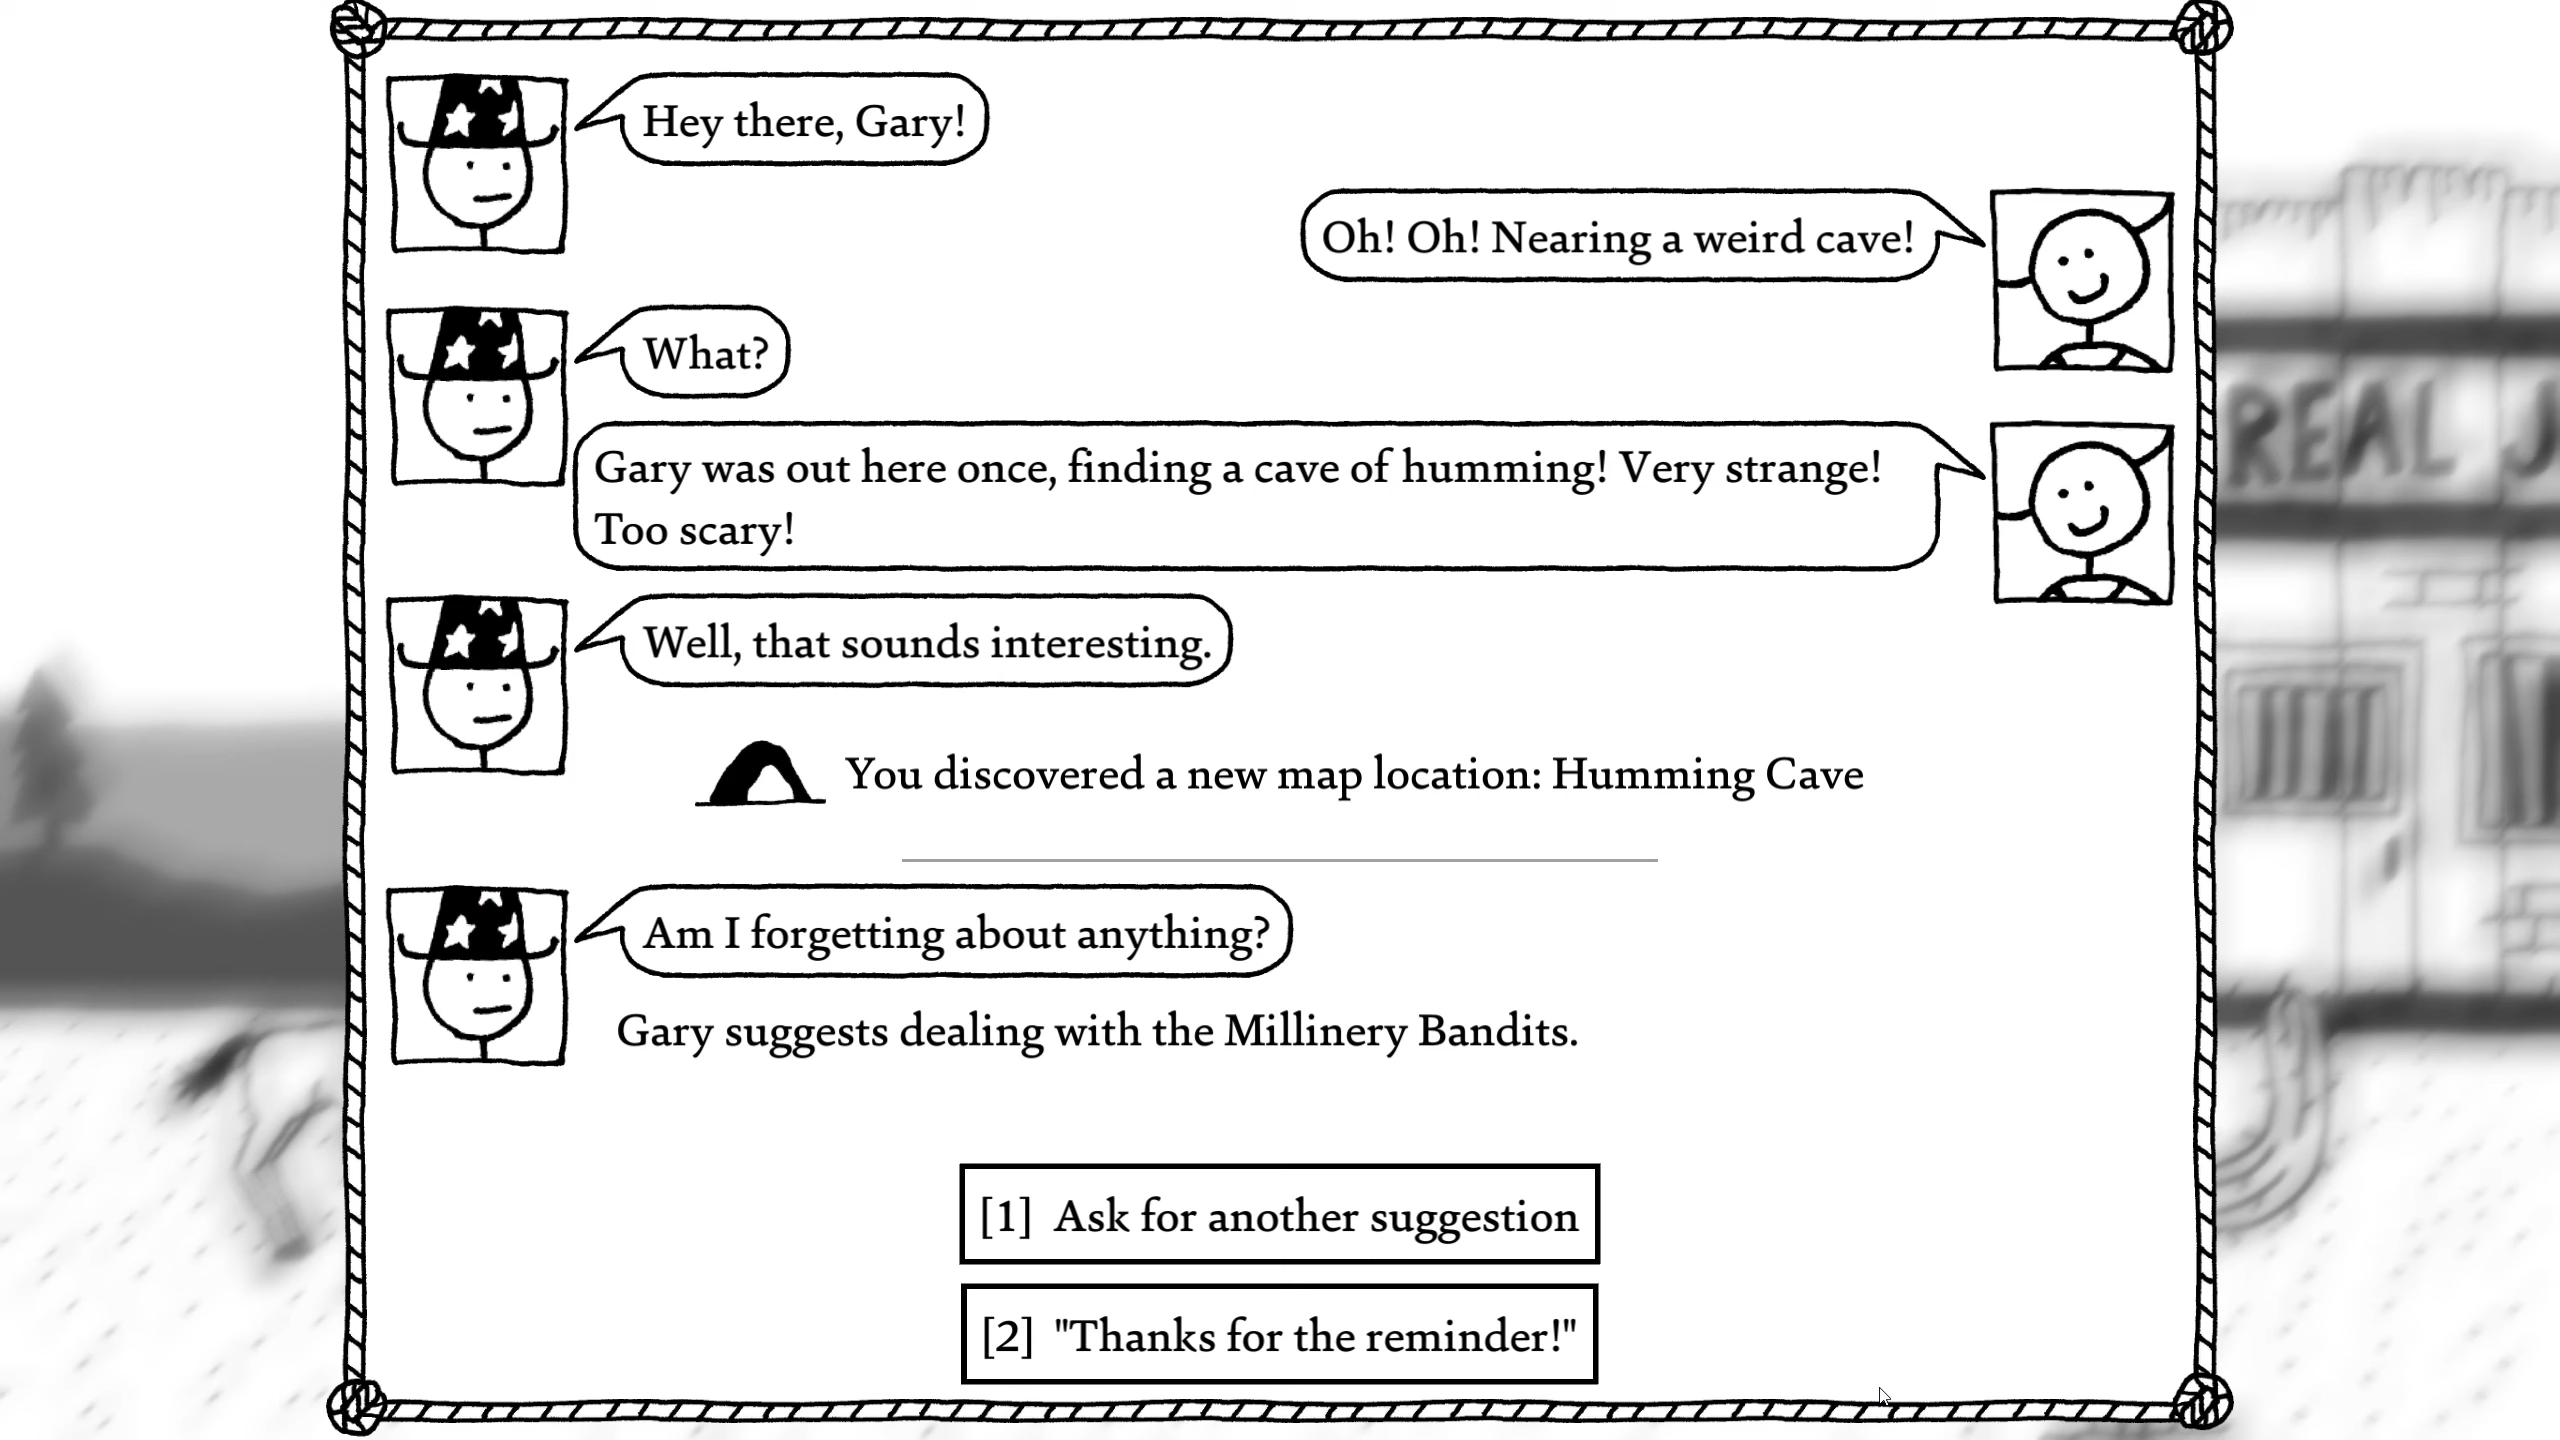 Hey there, Gary!
Oh! Oh! Nearing a weird cave!
What?
Gary was out here once, finding a cave of humming! Very strange!
Too scary!
Well, that sounds interesting.
You discovered a new map location: Humming Cave
Am I forgetting about anything?
Gary suggests dealing with the Millinery Bandits.
[1] Ask for another suggestion
[2] "Thanks for the reminder!"
REAL J